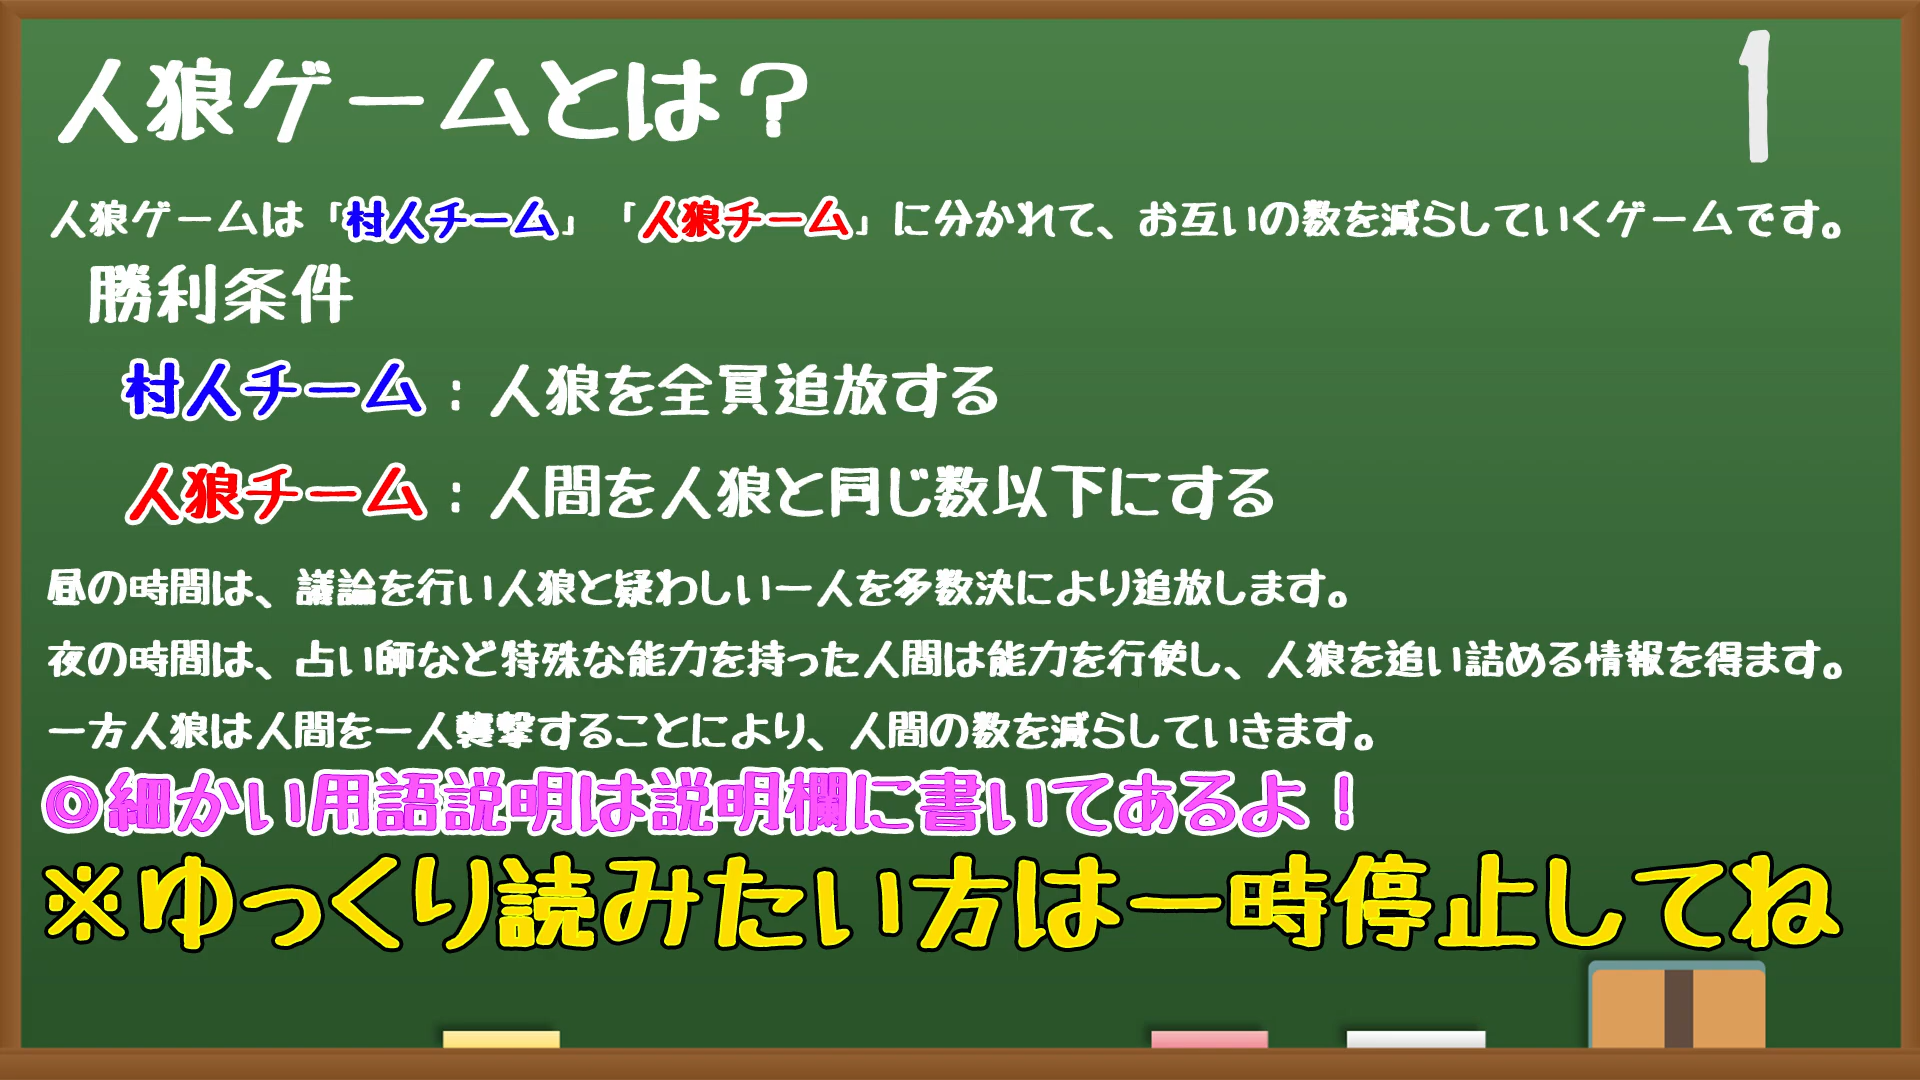 人狼ゲームとは？
1
人狼ゲームは「村人チーム」「人狼チーム」に分かれて、お互いの数を減らしていくゲームです。
勝利条件
村人チーム：人狼を全員追放する
人狼チーム：人間を人狼と同じ数以下にする
昼の時間は、議論を行い人狼と疑わしい一人を多数決により追放します。
夜の時間は、占い師など特殊な能力を持った人間は能力を行使し、人狼を追い詰める情報を得ます。
一方人狼は人間を一人襲撃することにより、人間の数を減らしていきます。
◎細かい用語説明は説明欄に書いてあるよ！
※ゆっくり読みたい方は一時停止してね